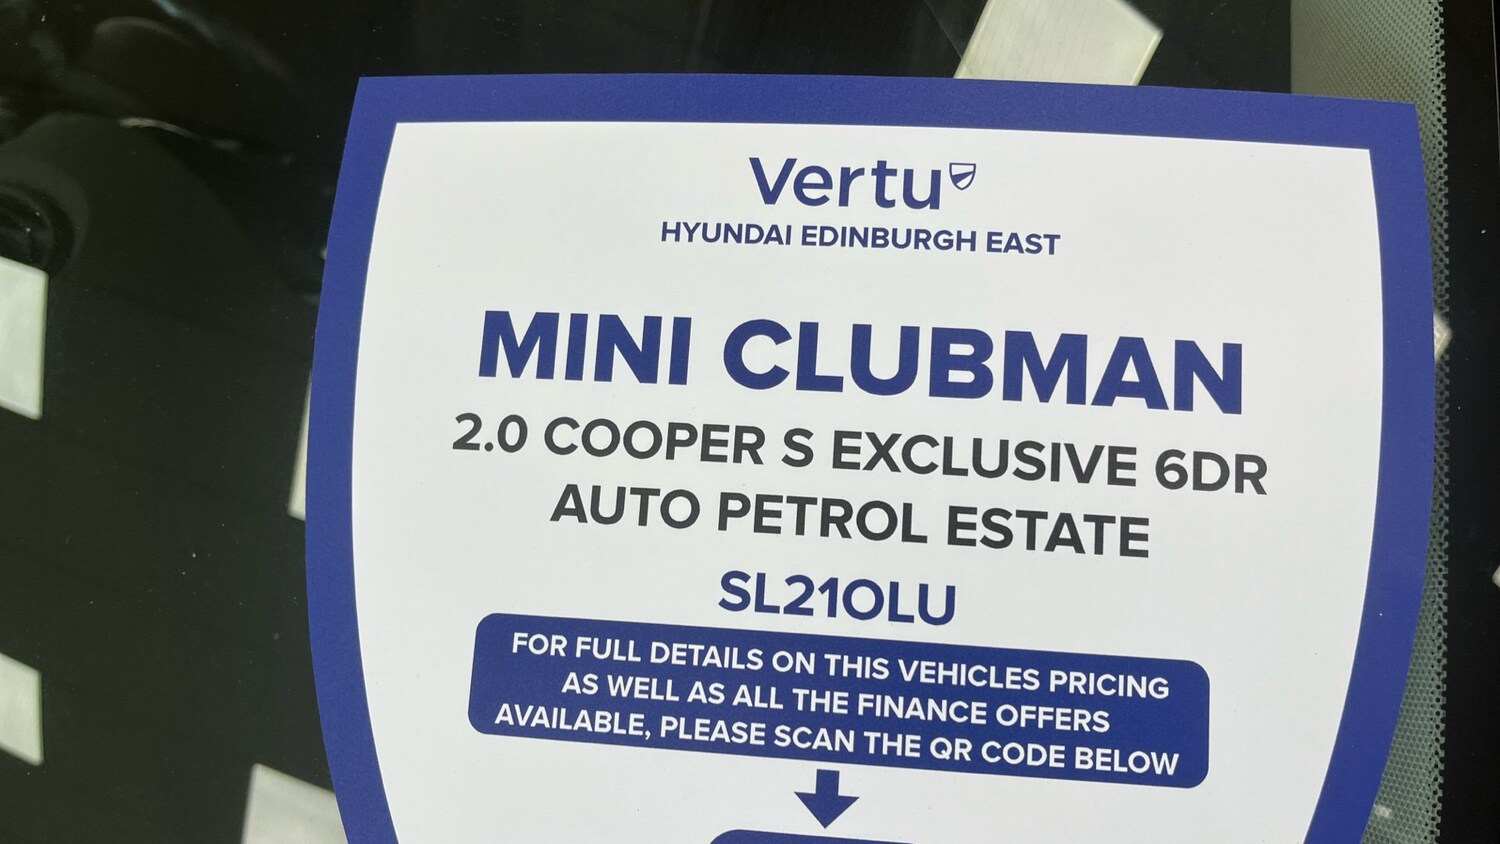 Vertu
HYUNDAI EDINBURGH EAST
MINI CLUBMAN
2.0 COOPER S EXCLUSIVE 6DR
AUTO PETROL ESTATE
SL21OLU
FOR FULL DETAILS ON THIS VEHICLES PRICING
AS WELL AS ALL THE FINANCE OFFERS
AVAILABLE, PLEASE SCAN THE QR CODE BELOW